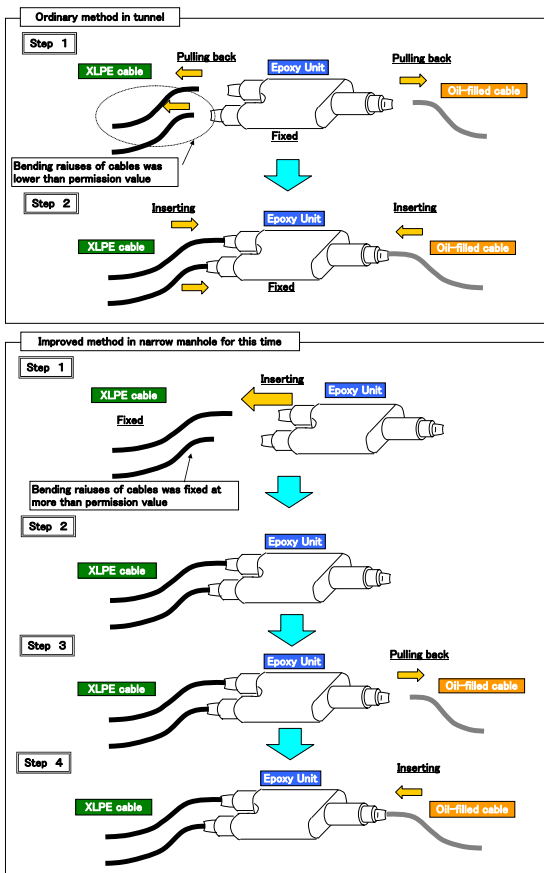 Ordinary method in tunnel
Step 1
Pulling back
Pulling back
XLPE cable
Epoxy Unit
Oil-filled cable
Fixed
Bending raiuses of cables was
lower than permission value
Step 2
Inserting
Inserting
Epoxy Unit
XLPE cable
Oil-filled cable
Fixed
Improved method in narrow manhole for this time
Step 1
Inserting
XLPE cable
Epoxy Unit
Fixed
Bending raiuses of cables was fixed at
more than permission value
Step 2
Epoxy Unit
XLPE cable
Step 3
Pulling back
Epoxy Unit
XLPE cable
Oil-filled cable
Step 4
Inserting
Epoxy Unit
XLPE cable
Oil-filled cable